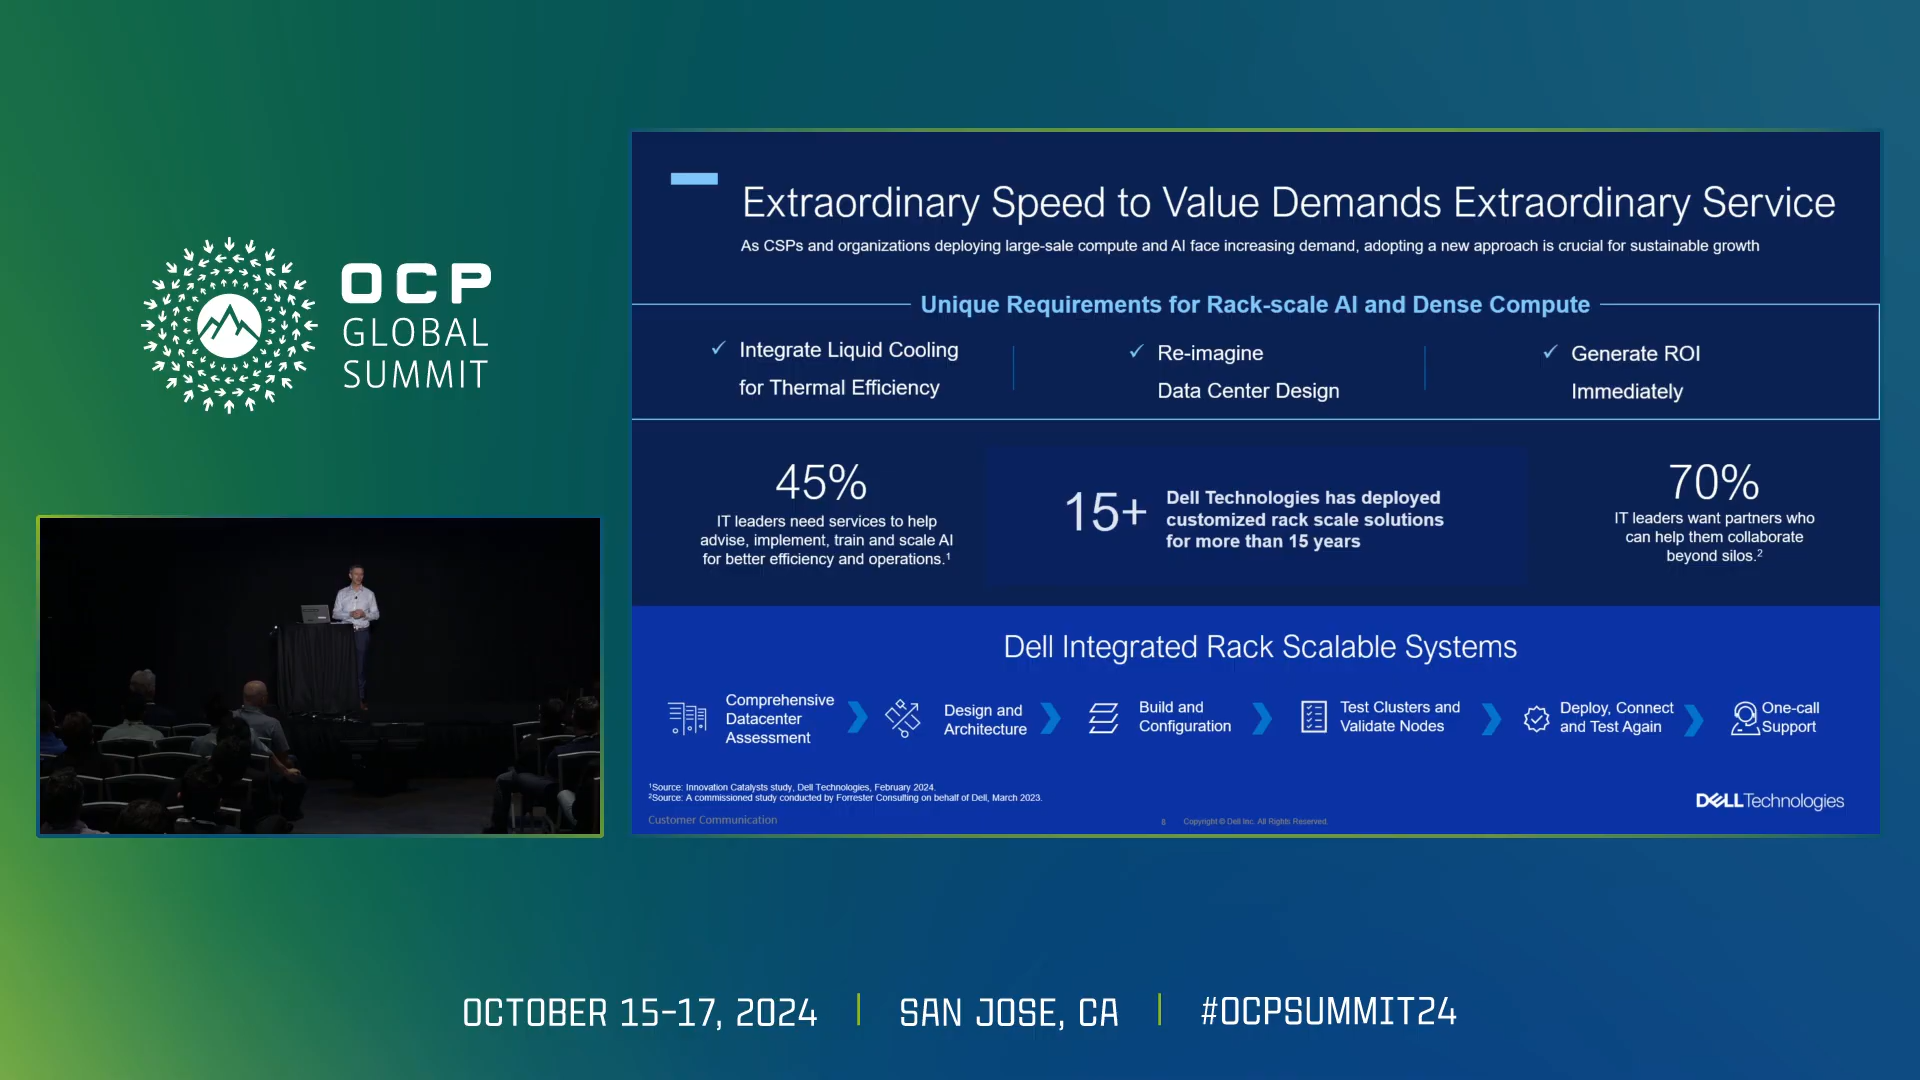 OCP
GLOBAL
SUMMIT
Extraordinary Speed to Value Demands Extraordinary Service
As CSPs and organizations deploying large-sale compute and AI face increasing demand, adopting a new approach is crucial for sustainable growth
Unique Requirements for Rack-scale AI and Dense Compute
✓ Integrate Liquid Cooling
for Thermal Efficiency
✓ Re-imagine
Data Center Design
✓ Generate ROI
Immediately
45%
IT leaders need services to help
advise, implement, train and scale AI
for better efficiency and operations.¹
15+
Dell Technologies has deployed
customized rack scale solutions
for more than 15 years
70%
IT leaders want partners who
can help them collaborate
beyond silos.²
Dell Integrated Rack Scalable Systems
Comprehensive
Datacenter
Assessment
Design and
Architecture
Build and
Configuration
Test Clusters and
Validate Nodes
Deploy, Connect
and Test Again
One-call
Support
¹Source: Innovation Catalysts study, Dell Technologies, February 2024.
²Source: A commissioned study conducted by Forrester Consulting on behalf of Dell, March 2023.
DELLTechnologies
Customer Communication
8 Copyright © Dell Inc. All Rights Reserved.
OCTOBER 15-17, 2024 | SAN JOSE, CA | #OCPSUMMIT24